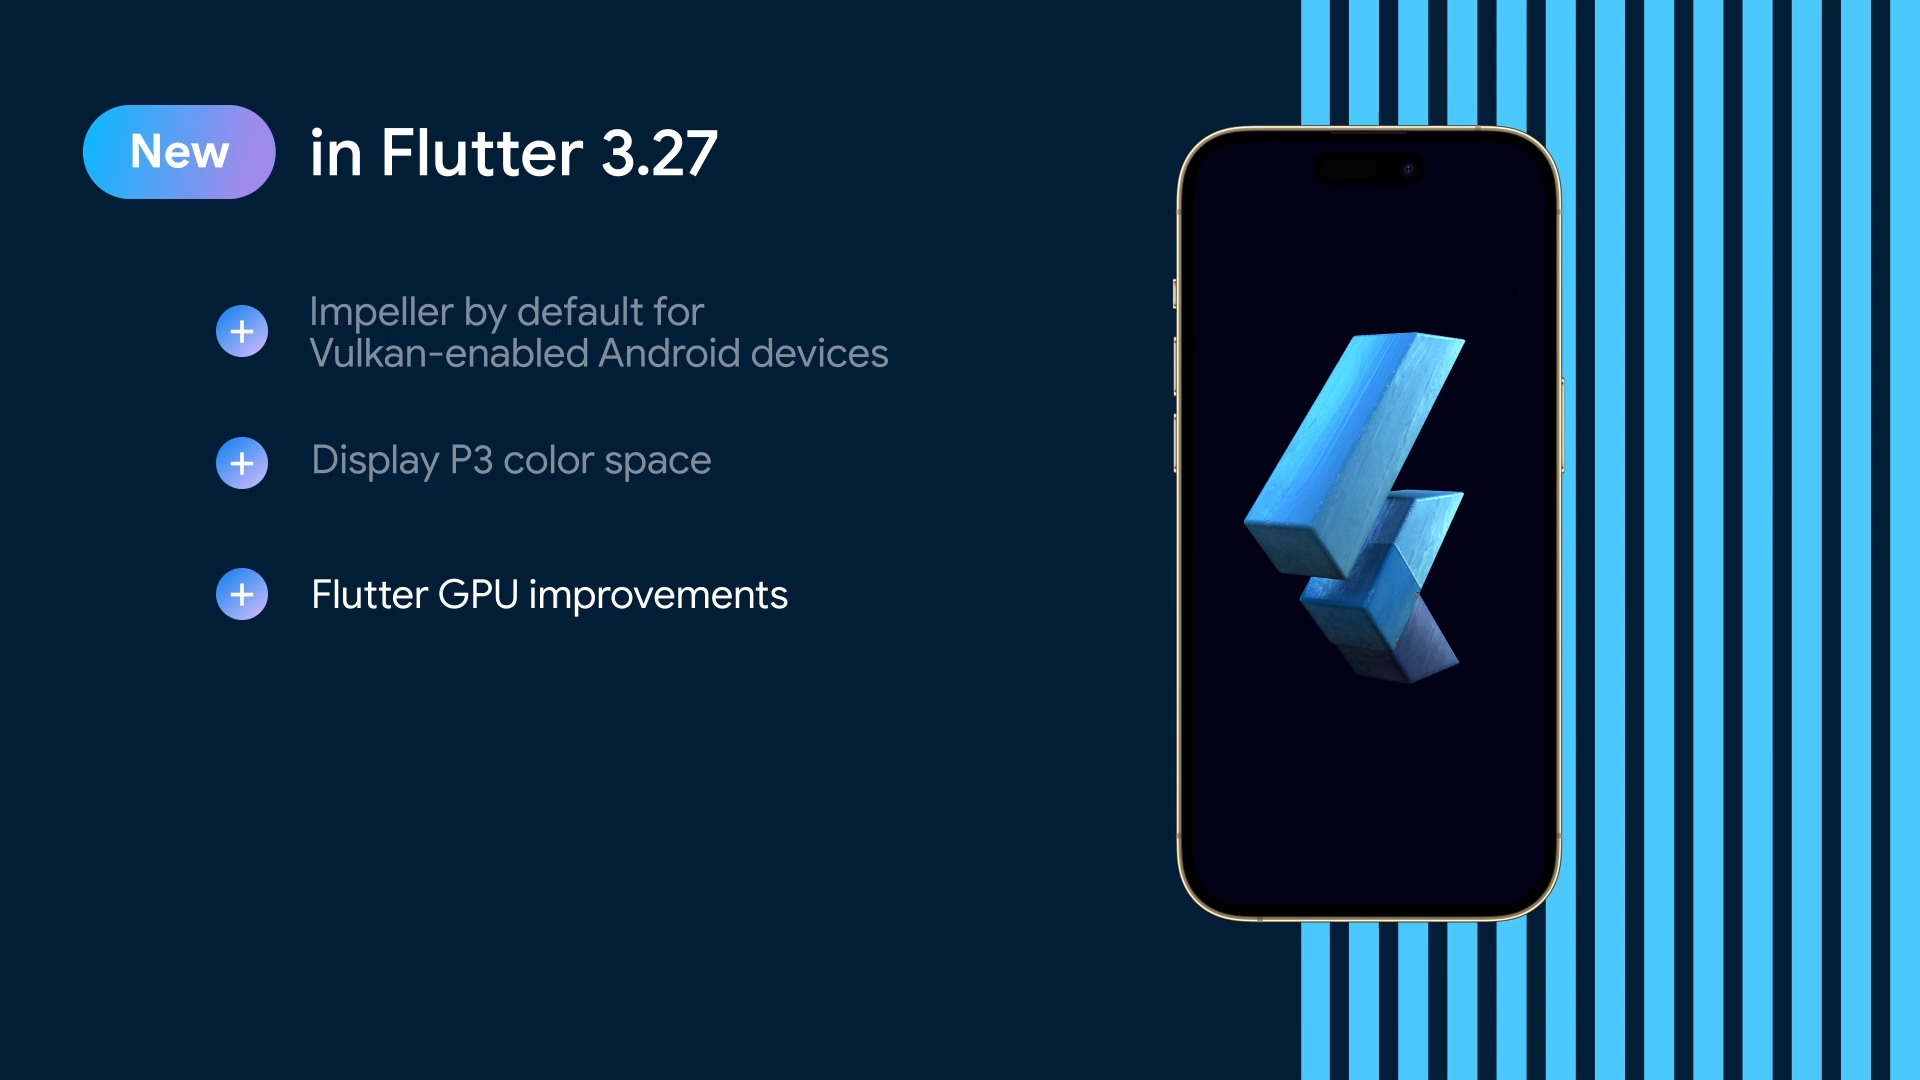 New in Flutter 3.27
Impeller by default for
Vulkan-enabled Android devices
Display P3 color space
Flutter GPU improvements